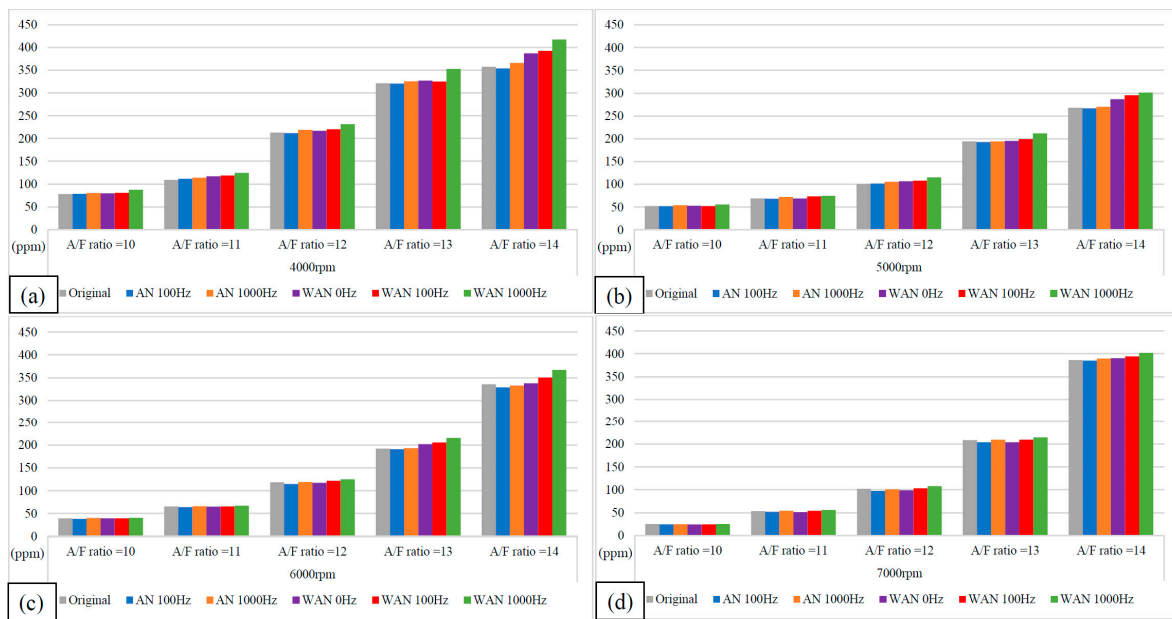 450
400
350
300
250
200
150
100
50
0
(ppm)
A/F ratio =10 A/F ratio =11 A/F ratio =12 A/F ratio =13 A/F ratio =14
4000rpm
(a)
Original AN 100Hz AN 1000Hz WAN 0Hz WAN 100Hz WAN 1000Hz
450
400
350
300
250
200
150
100
50
0
(ppm)
A/F ratio =10 A/F ratio =11 A/F ratio =12 A/F ratio =13 A/F ratio =14
5000rpm
(b)
Original AN 100Hz AN 1000Hz WAN 0Hz WAN 100Hz WAN 1000Hz
450
400
350
300
250
200
150
100
50
0
(ppm)
A/F ratio =10 A/F ratio =11 A/F ratio =12 A/F ratio =13 A/F ratio =14
6000rpm
(c)
Original AN 100Hz AN 1000Hz WAN 0Hz WAN 100Hz WAN 1000Hz
450
400
350
300
250
200
150
100
50
0
(ppm)
A/F ratio =10 A/F ratio =11 A/F ratio =12 A/F ratio =13 A/F ratio =14
7000rpm
(d)
Original AN 100Hz AN 1000Hz WAN 0Hz WAN 100Hz WAN 1000Hz